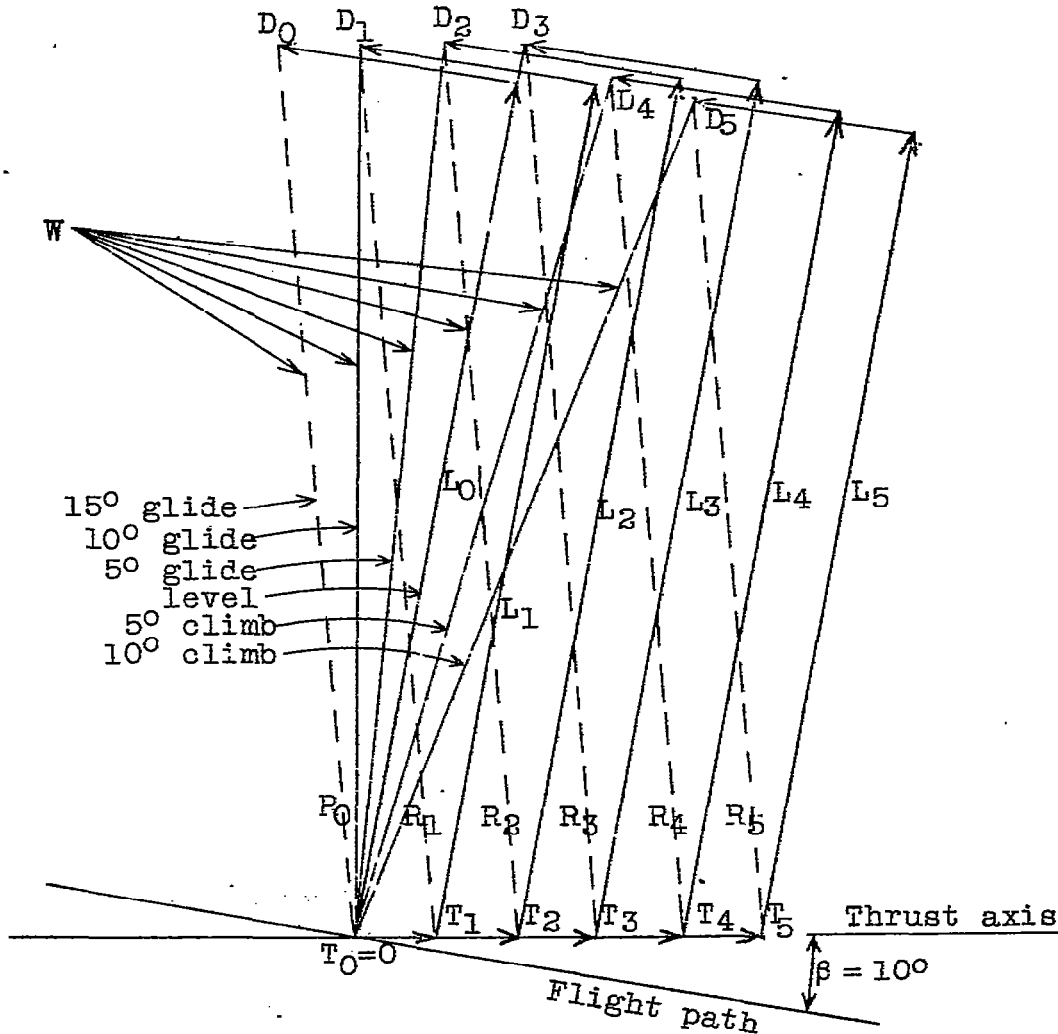 D0
D1
D2
D3
D4
D5
W
L0
L2
L3
L4
L5
15° glide
10° glide
5° glide
level
5° climb
10° climb
L1
R0
R1
R2
R3
R4
R5
T1
T2
T3
T4
T5
Thrust axis
T0=0
β = 10°
Flight path